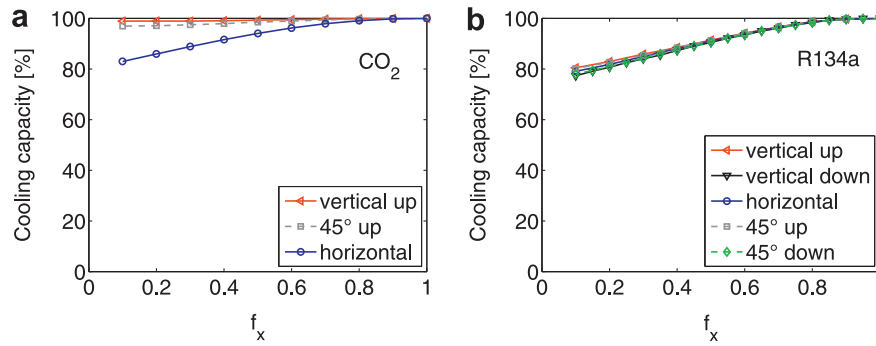 a
100
80
60
40
20
0
Cooling capacity [%]
CO2
vertical up
45° up
horizontal
0 0.2 0.4 0.6 0.8 1
f_x
b
100
80
60
40
20
0
Cooling capacity [%]
R134a
vertical up
vertical down
horizontal
45° up
45° down
0 0.2 0.4 0.6 0.8
f_x